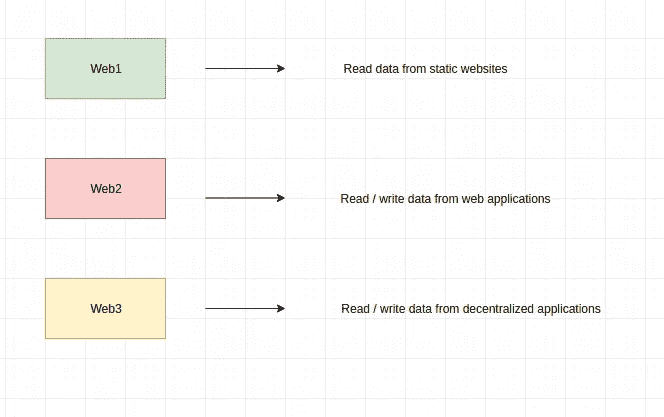 Web1
Read data from static websites
Web2
Read / write data from web applications
Web3
Read / write data from decentralized applications